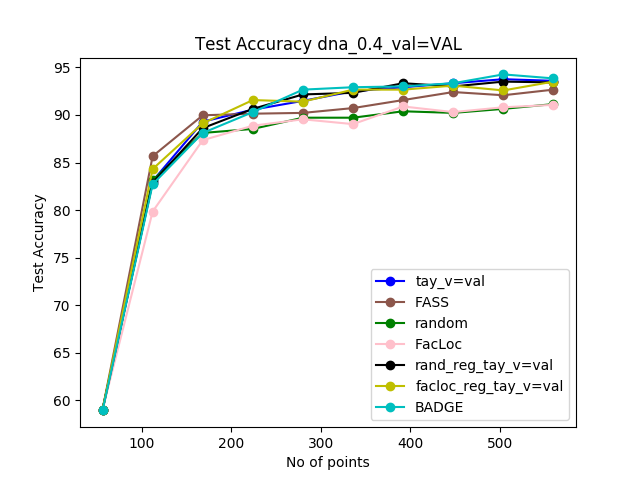 Test Accuracy dna_0.4_val=VAL
95
90
85
80
75
70
65
60
Test Accuracy
100
200
300
400
500
No of points
tay_v=val
FASS
random
FacLoc
rand_reg_tay_v=val
facloc_reg_tay_v=val
BADGE